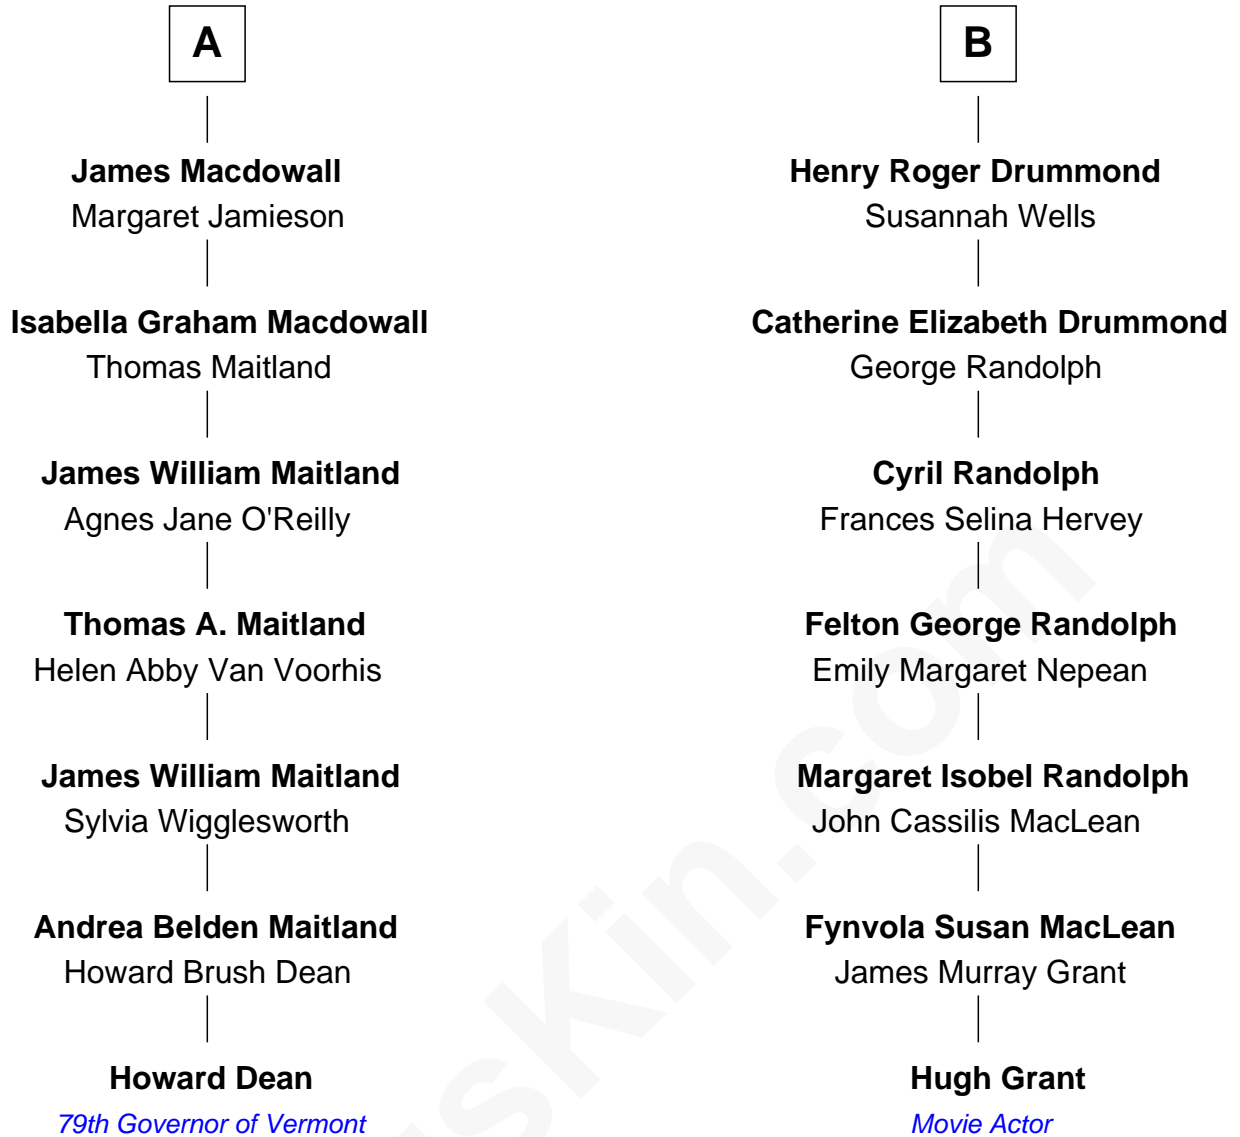 A
James Macdowall
Margaret Jamieson
Isabella Graham Macdowall
Thomas Maitland
James William Maitland
Agnes Jane O'Reilly
Thomas A. Maitland
Helen Abby Van Voorhis
James William Maitland
Sylvia Wigglesworth
Andrea Belden Maitland
Howard Brush Dean
Howard Dean
79th Governor of Vermont
B
Henry Roger Drummond
Susannah Wells
Catherine Elizabeth Drummond
George Randolph
Cyril Randolph
Frances Selina Hervey
Felton George Randolph
Emily Margaret Nepean
Margaret Isobel Randolph
John Cassilis MacLean
Fynvola Susan MacLean
James Murray Grant
Hugh Grant
Movie Actor
sKin.com